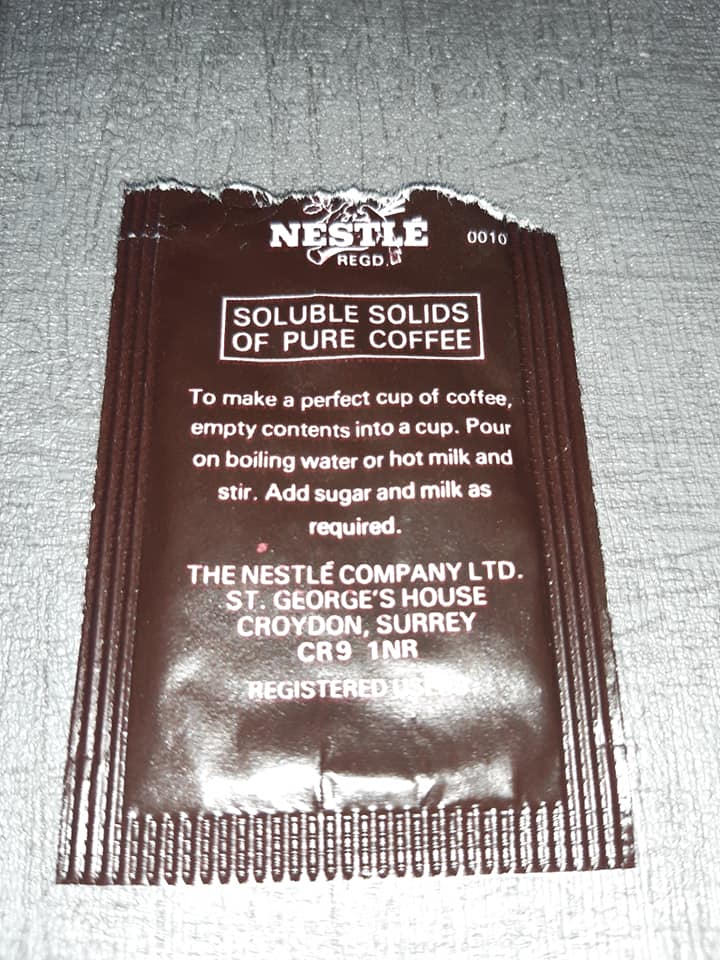 NESTLÉ 0010
REGD.
SOLUBLE SOLIDS
OF PURE COFFEE
To make a perfect cup of coffee,
empty contents into a cup. Pour
on boiling water or hot milk and
stir. Add sugar and milk as
required.
THE NESTLÉ COMPANY LTD.
ST. GEORGE'S HOUSE
CROYDON, SURREY
CR9 1NR
REGISTERED